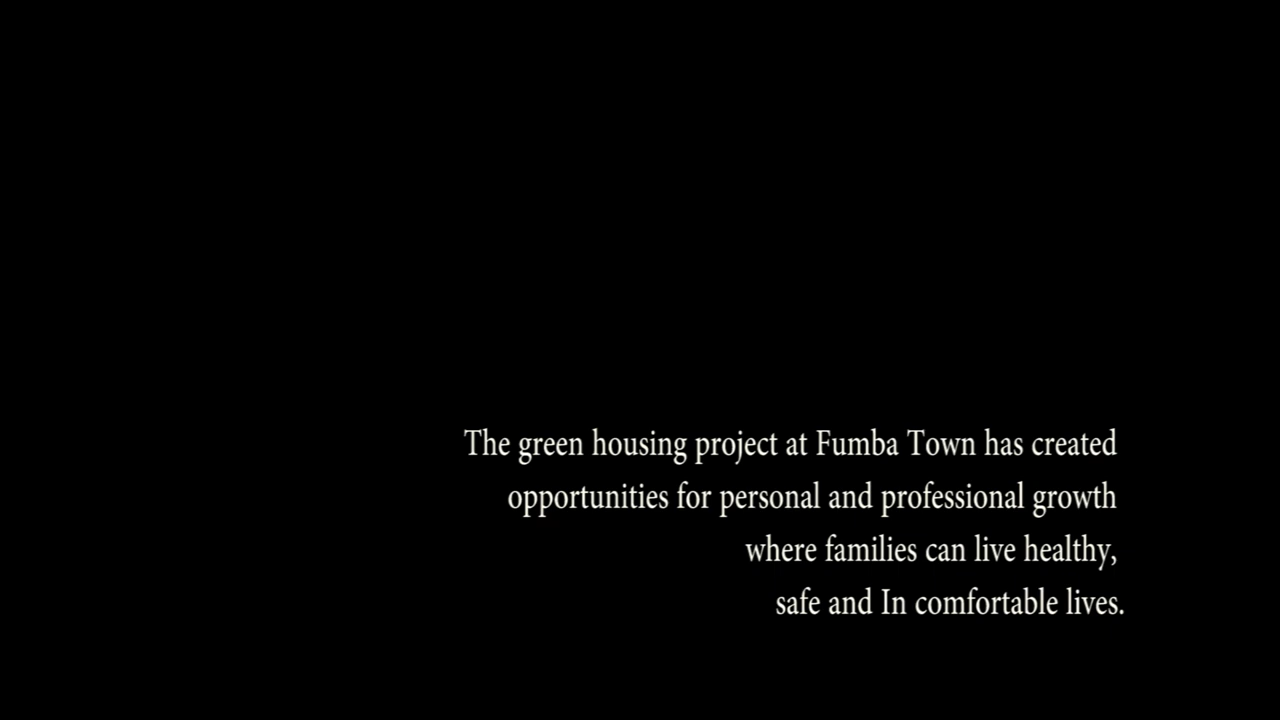 The green housing project at Fumba Town has created
opportunities for personal and professional growth
where families can live healthy,
safe and In comfortable lives.